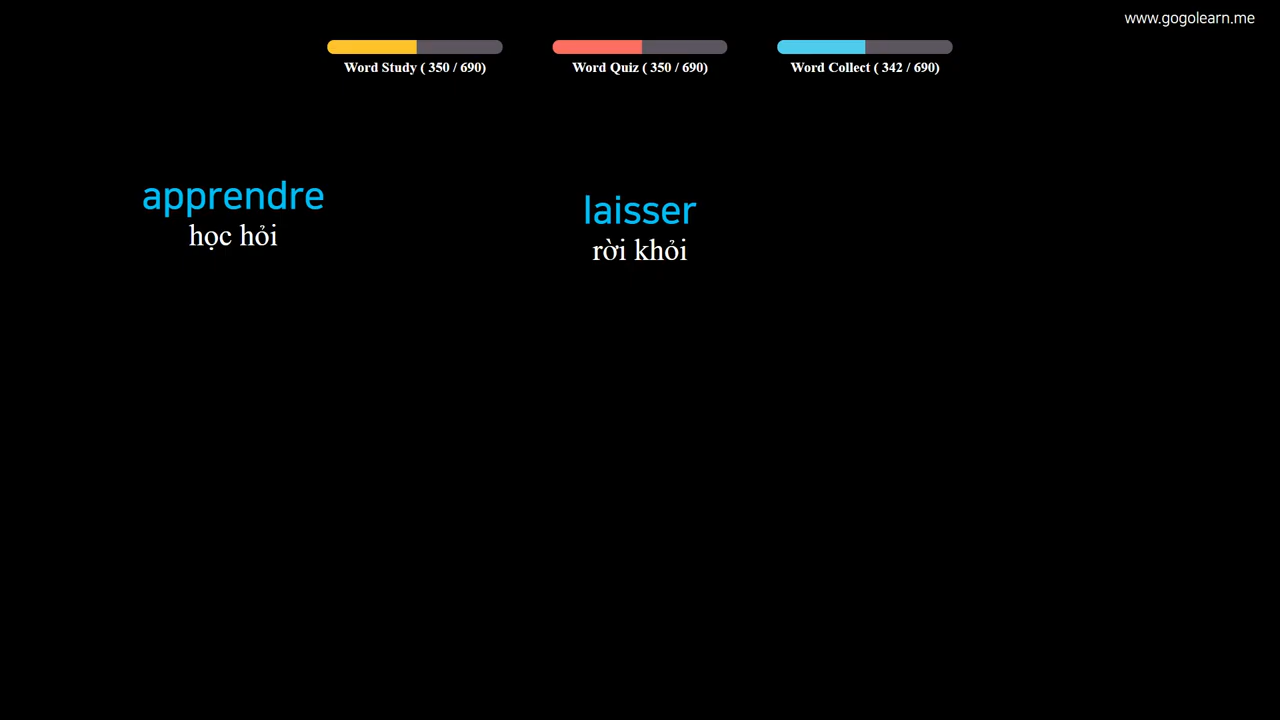 www.gogolearn.me
Word Study ( 350 / 690)
Word Quiz ( 350 / 690)
Word Collect ( 342 / 690)
apprendre
học hỏi
laisser
rời khỏi